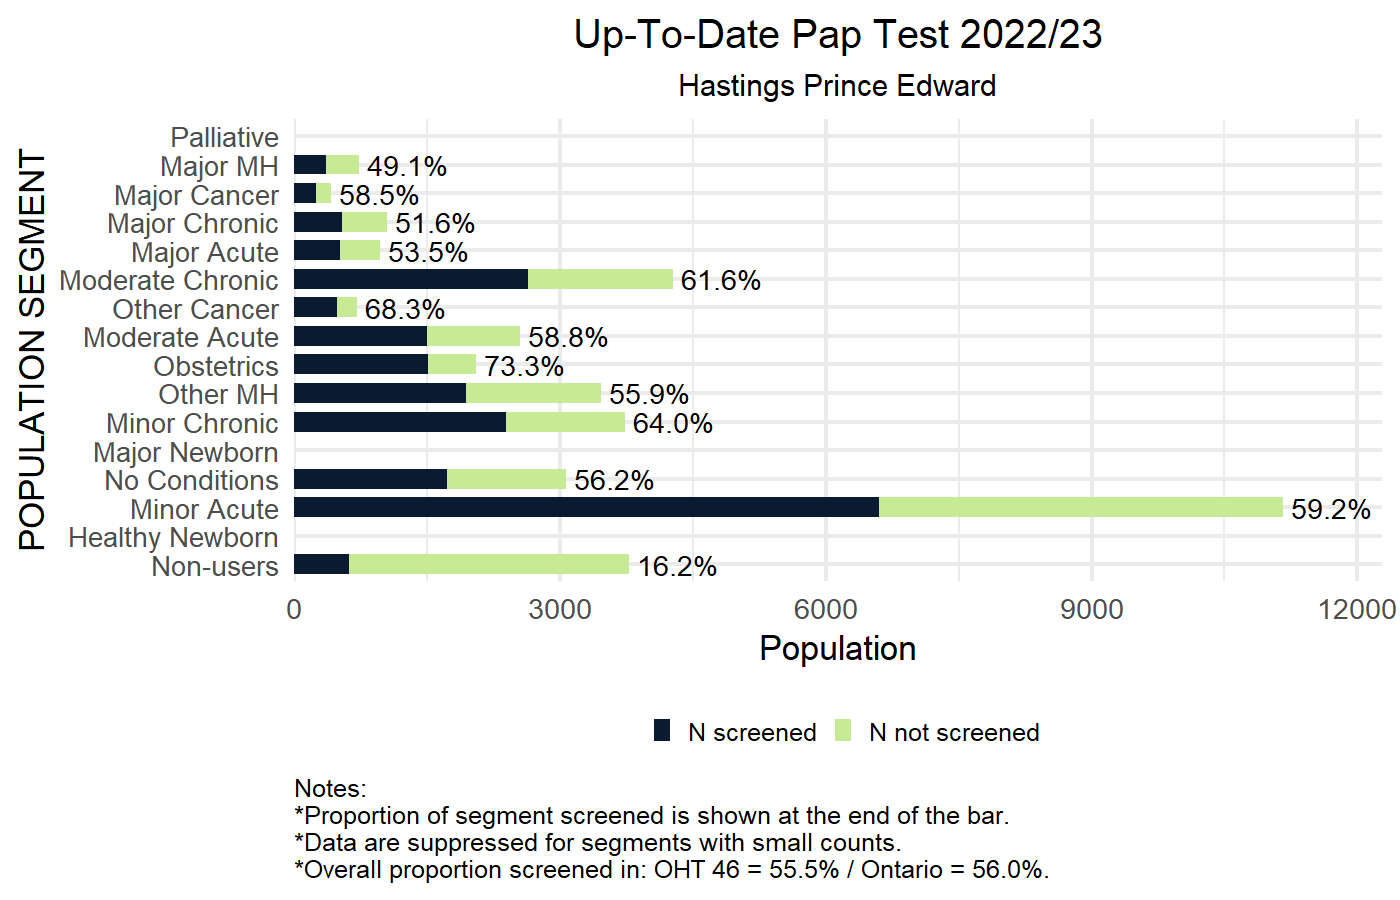 Up-To-Date Pap Test 2022/23
Hastings Prince Edward
POPULATION SEGMENT
Palliative
Major MH 49.1%
Major Cancer 58.5%
Major Chronic 51.6%
Major Acute 53.5%
Moderate Chronic 61.6%
Other Cancer 68.3%
Moderate Acute 58.8%
Obstetrics 73.3%
Other MH 55.9%
Minor Chronic 64.0%
Major Newborn
No Conditions 56.2%
Minor Acute 59.2%
Healthy Newborn
Non-users 16.2%
0 3000 6000 9000 12000
Population
N screened N not screened
Notes:
*Proportion of segment screened is shown at the end of the bar.
*Data are suppressed for segments with small counts.
*Overall proportion screened in: OHT 46 = 55.5% / Ontario = 56.0%.